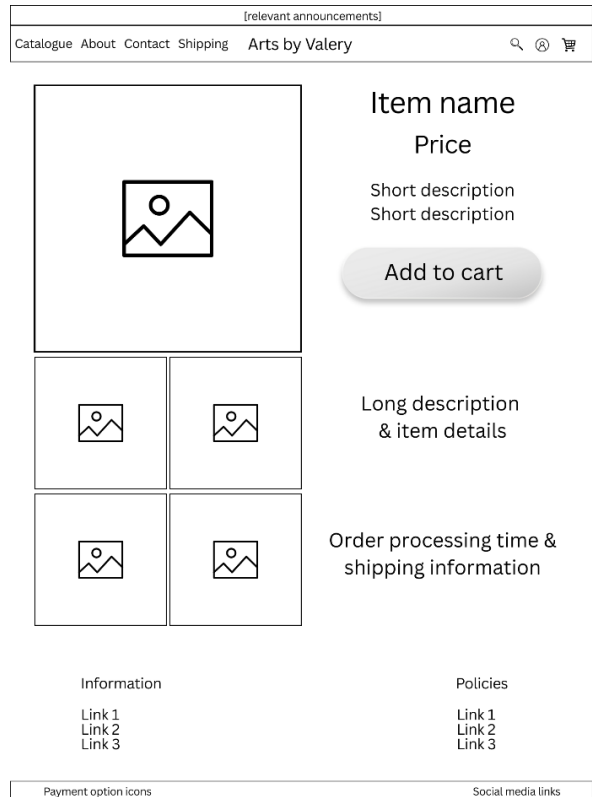 [relevant announcements]
Catalogue About Contact Shipping Arts by Valery
Item name
Price
Short description
Short description
Add to cart
Long description
& item details
Order processing time &
shipping information
Information
Link 1
Link 2
Link 3
Policies
Link 1
Link 2
Link 3
Payment option icons
Social media links